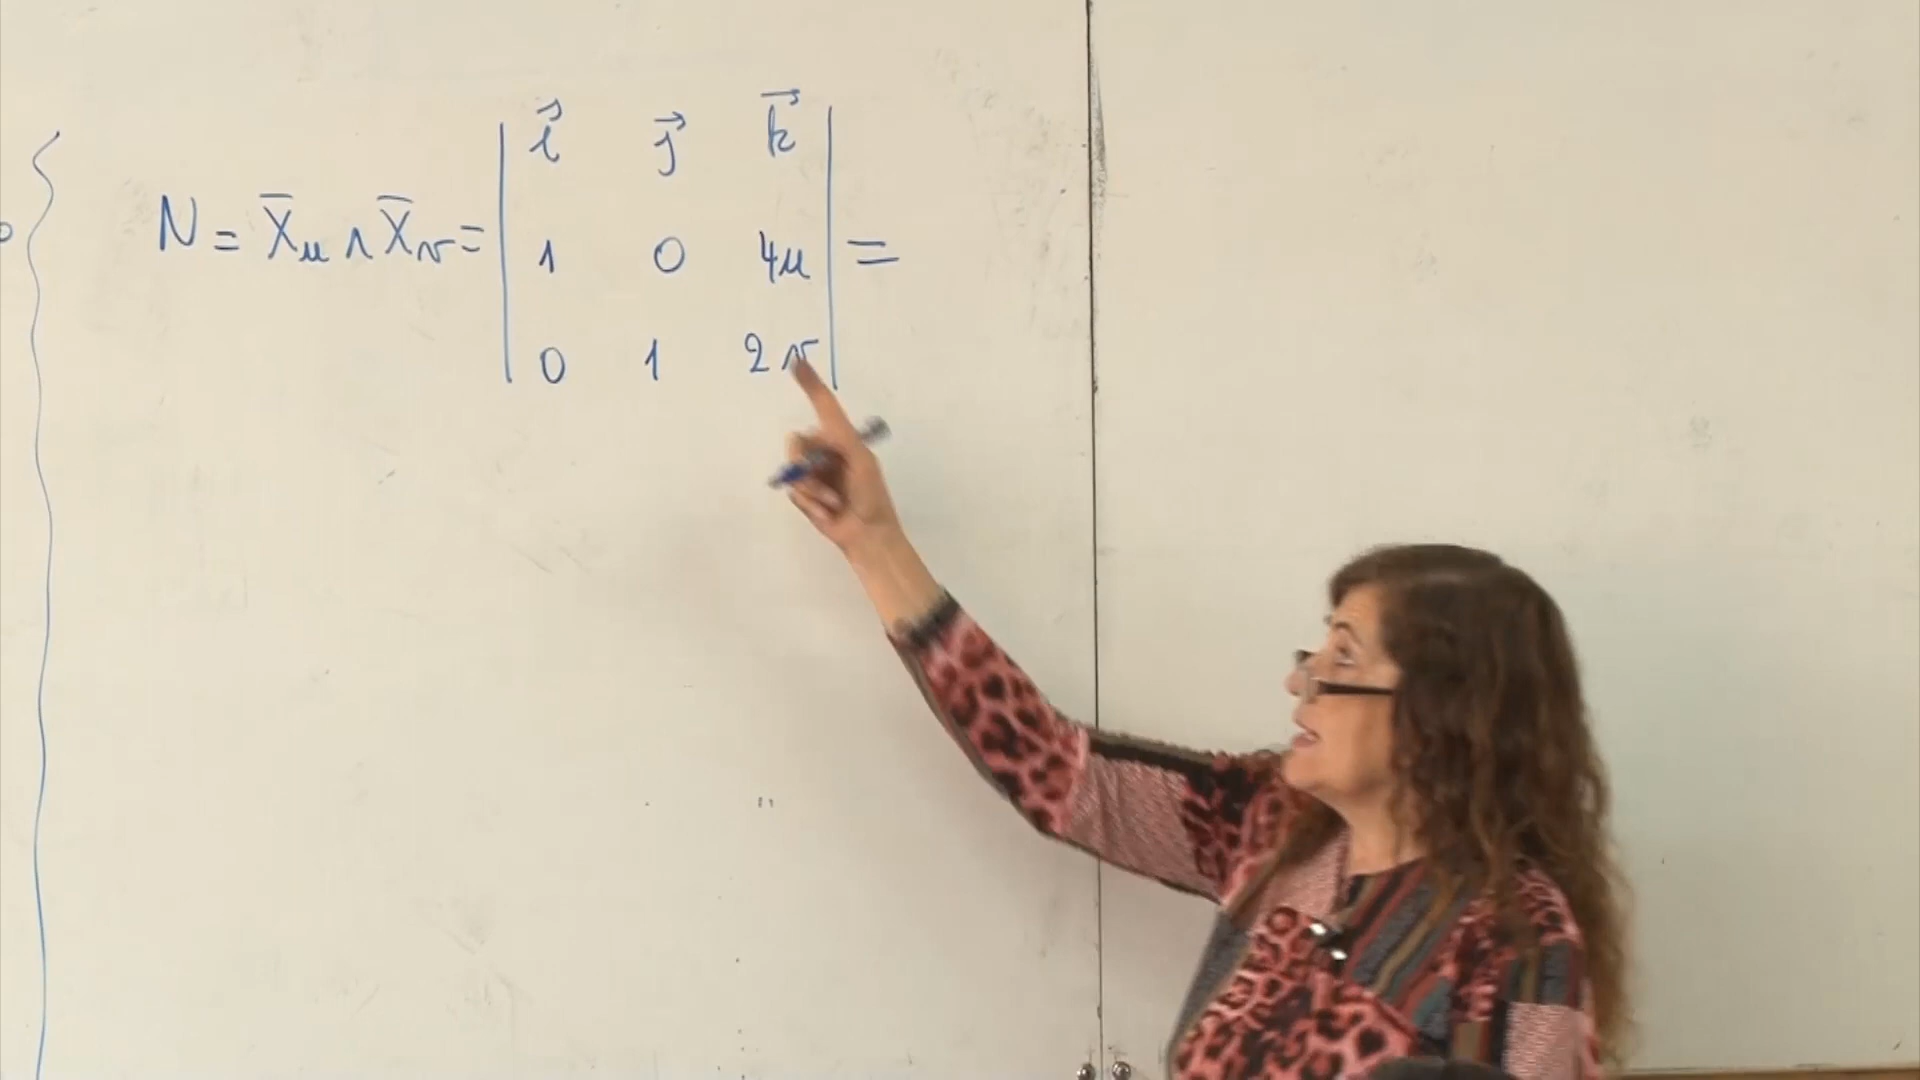 i⃗ j⃗ k⃗
N = X̅u ∧ X̅v = | 1 0 4u | =
0 1 2v